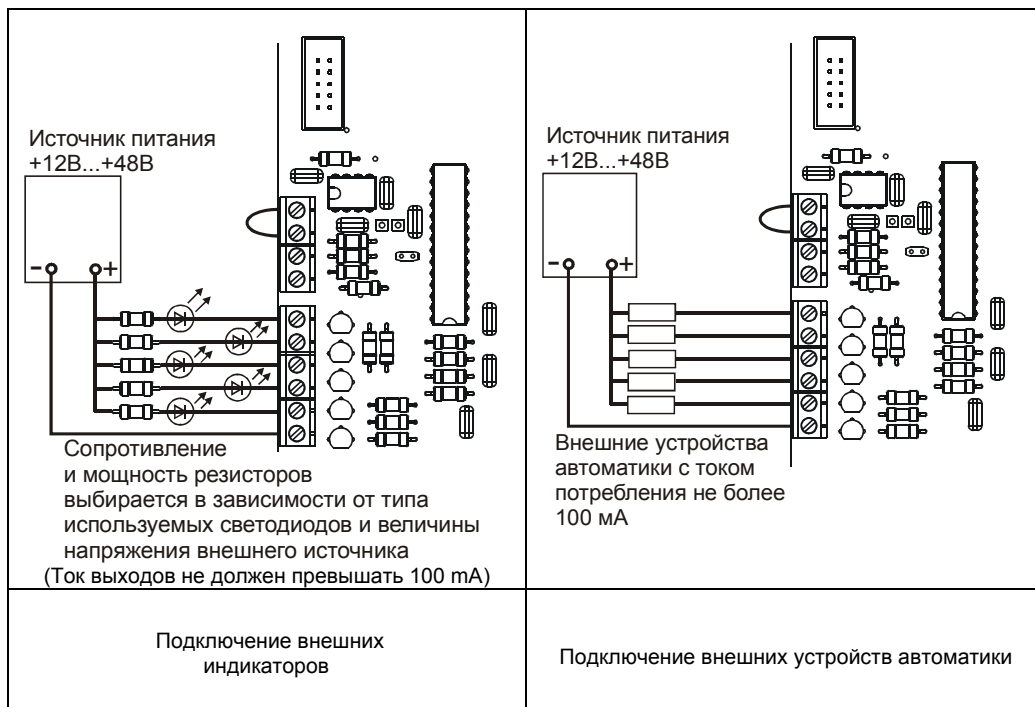 Источник питания
+12В...+48В
- +
Сопротивление
и мощность резисторов
выбирается в зависимости от типа
используемых светодиодов и величины
напряжения внешнего источника
(Ток выходов не должен превышать 100 mA)
Источник питания
+12В...+48В
- +
Внешние устройства
автоматики с током
потребления не более
100 мА
Подключение внешних
индикаторов
Подключение внешних устройств автоматики